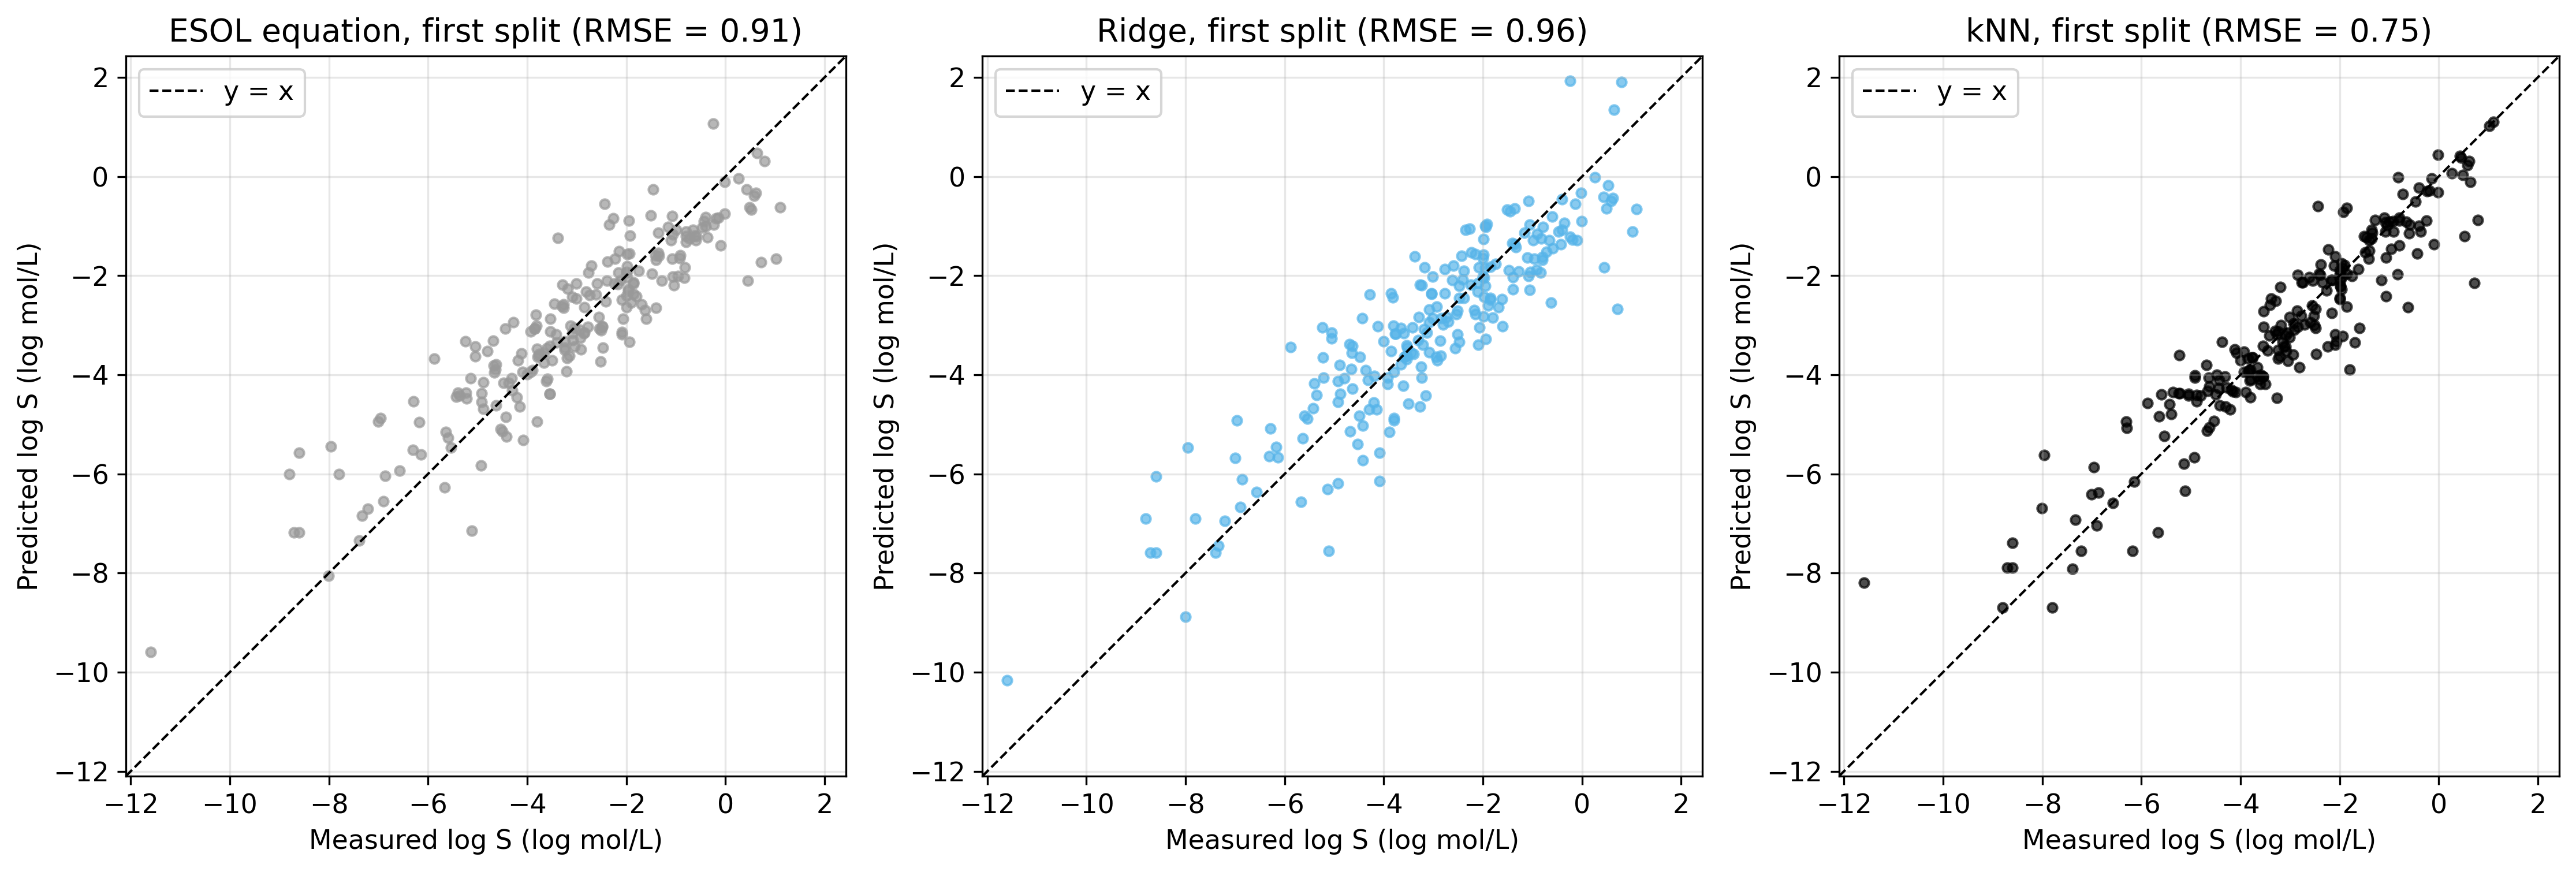 ESOL equation, first split (RMSE = 0.91)
y = x
2
0
−2
−4
−6
−8
−10
−12
Predicted log S (log mol/L)
−12 −10 −8 −6 −4 −2 0 2
Measured log S (log mol/L)
Ridge, first split (RMSE = 0.96)
y = x
2
0
−2
−4
−6
−8
−10
−12
Predicted log S (log mol/L)
−12 −10 −8 −6 −4 −2 0 2
Measured log S (log mol/L)
kNN, first split (RMSE = 0.75)
y = x
2
0
−2
−4
−6
−8
−10
−12
Predicted log S (log mol/L)
−12 −10 −8 −6 −4 −2 0 2
Measured log S (log mol/L)